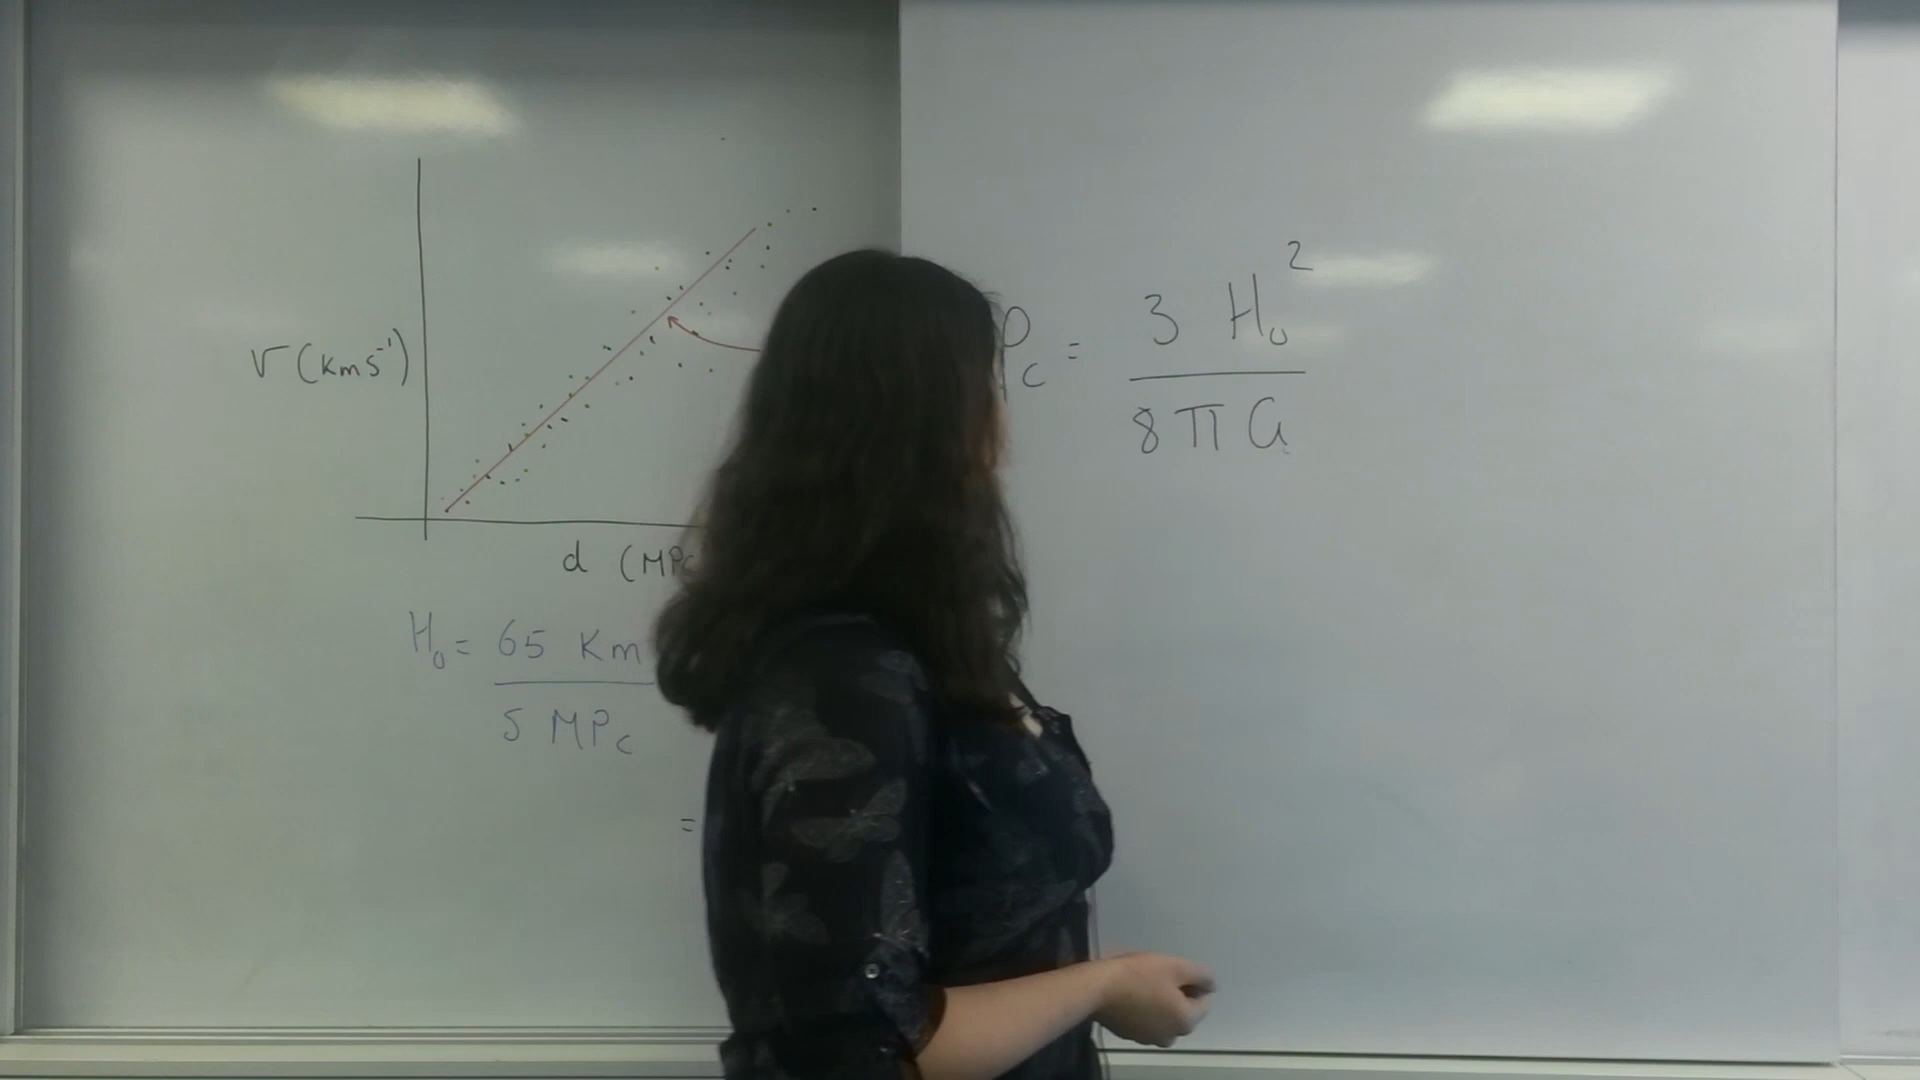 v (kms⁻¹)
d (MPc
H₀ = 65 Km
5 MPc
=
ρc = 3 H₀²
8 π G